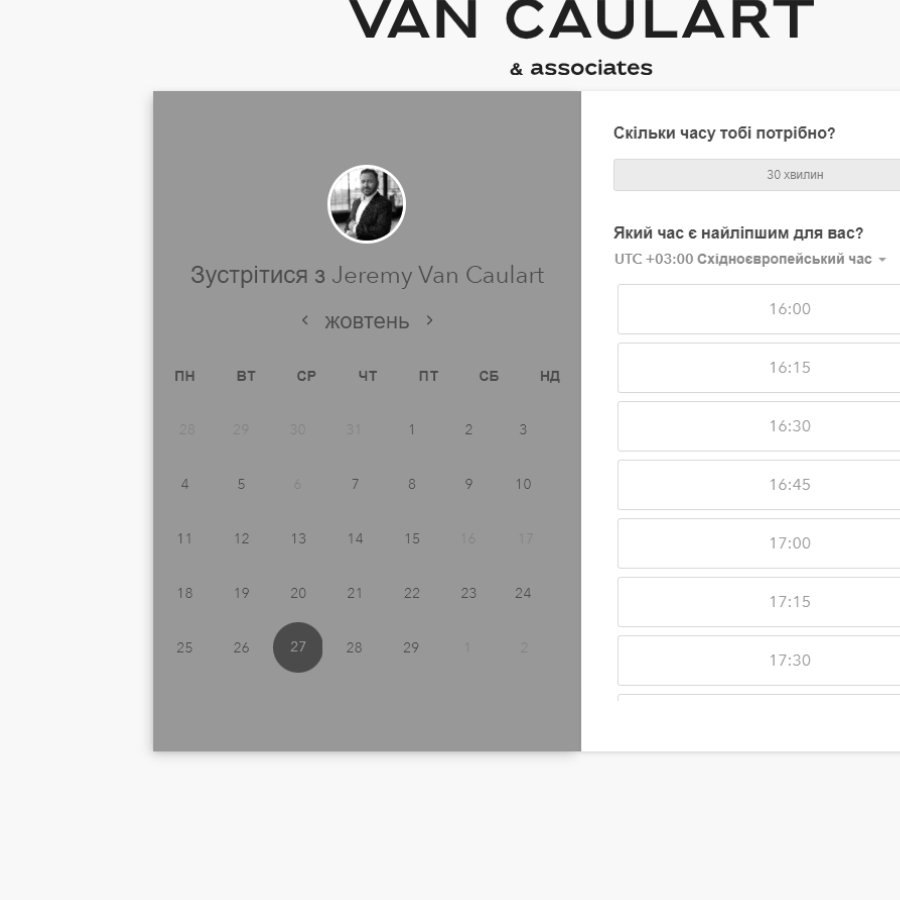 VAN CAULART
& associates
Зустрітися з Jeremy Van Caulart
жовтень
ПН ВТ СР ЧТ ПТ СБ НД
28 29 30 31 1 2 3
4 5 6 7 8 9 10
11 12 13 14 15 16 17
18 19 20 21 22 23 24
25 26 27 28 29 1 2
Скільки часу тобі потрібно?
30 хвилин
Який час є найліпшим для вас?
UTC +03:00 Східноєвропейський час
16:00
16:15
16:30
16:45
17:00
17:15
17:30